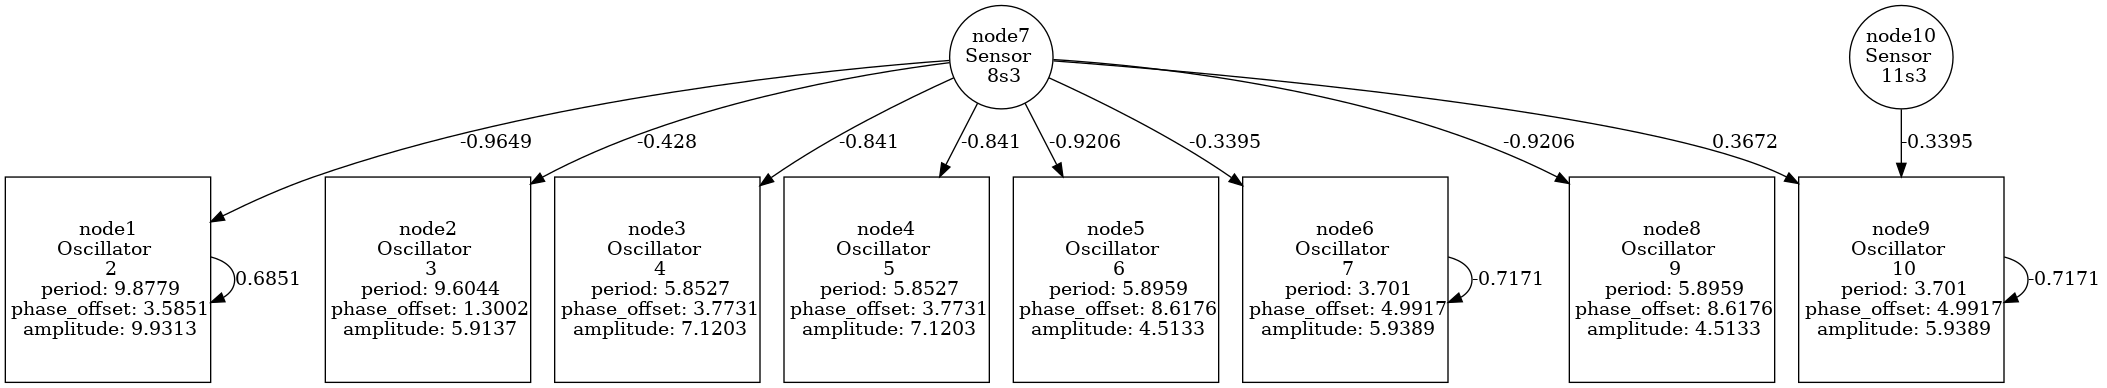 node7
Sensor
8s3
node10
Sensor
11s3
-0.9649
-0.428
-0.841
-0.841
-0.9206
-0.3395
-0.9206
0.3672
-0.3395
node1
Oscillator
2
period: 9.8779
phase_offset: 3.5851
amplitude: 9.9313
0.6851
node2
Oscillator
3
period: 9.6044
phase_offset: 1.3002
amplitude: 5.9137
node3
Oscillator
4
period: 5.8527
phase_offset: 3.7731
amplitude: 7.1203
node4
Oscillator
5
period: 5.8527
phase_offset: 3.7731
amplitude: 7.1203
node5
Oscillator
6
period: 5.8959
phase_offset: 8.6176
amplitude: 4.5133
node6
Oscillator
7
period: 3.701
phase_offset: 4.9917
amplitude: 5.9389
-0.7171
node8
Oscillator
9
period: 5.8959
phase_offset: 8.6176
amplitude: 4.5133
node9
Oscillator
10
period: 3.701
phase_offset: 4.9917
amplitude: 5.9389
-0.7171